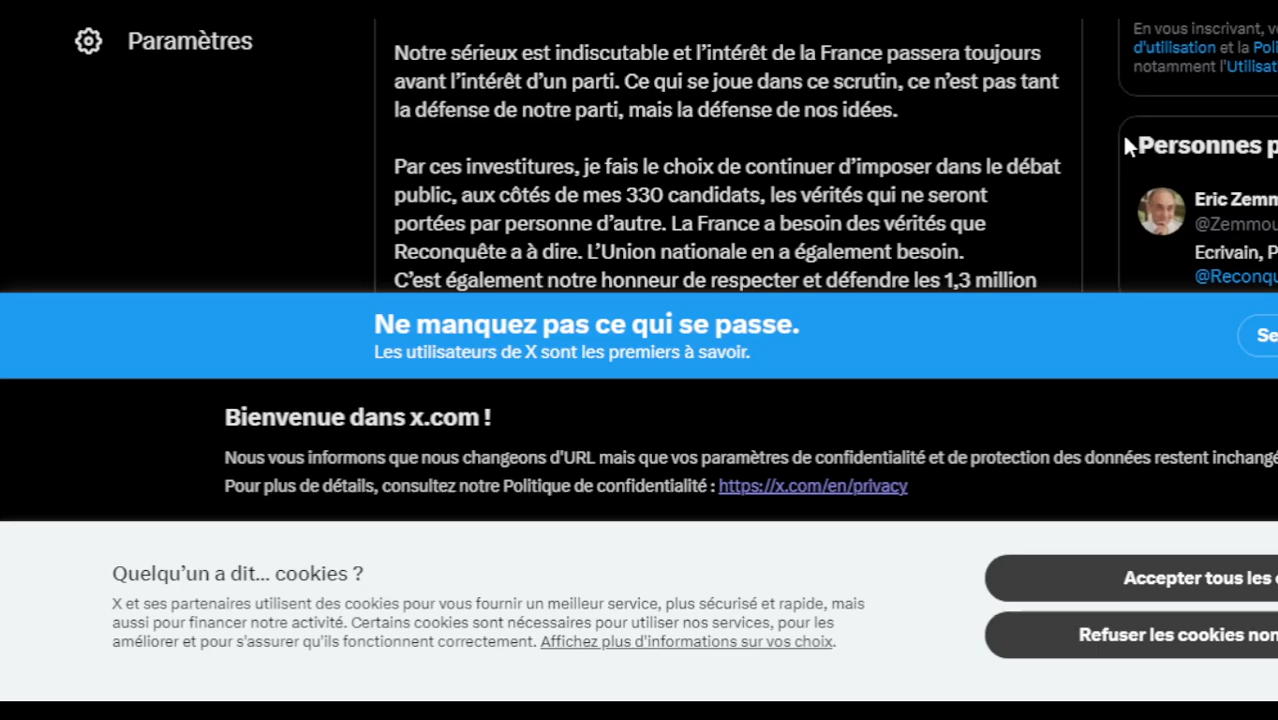 Paramètres
Notre sérieux est indiscutable et l'intérêt de la France passera toujours
avant l'intérêt d'un parti. Ce qui se joue dans ce scrutin, ce n'est pas tant
la défense de notre parti, mais la défense de nos idées.
Par ces investitures, je fais le choix de continuer d'imposer dans le débat
public, aux côtés de mes 330 candidats, les vérités qui ne seront
portées par personne d'autre. La France a besoin des vérités que
Reconquête a à dire. L'Union nationale en a également besoin.
C'est également notre honneur de respecter et défendre les 1,3 million
En vous inscrivant,
d'utilisation et la
notamment l'
Personnes
Eric
Ecrivain,
Ne manquez pas ce qui se passe.
Les utilisateurs de X sont les premiers à savoir.
Bienvenue dans x.com !
Nous vous informons que nous changeons d'URL mais que vos paramètres de confidentialité et de protection des données restent
Pour plus de détails, consultez notre Politique de confidentialité : https://x.com/en/privacy
Quelqu'un a dit… cookies ?
X et ses partenaires utilisent des cookies pour vous fournir un meilleur service, plus sécurisé et rapide, mais
aussi pour financer notre activité. Certains cookies sont nécessaires pour utiliser nos services, pour les
améliorer et pour s'assurer qu'ils fonctionnent correctement. Affichez plus d'informations sur vos choix.
Accepter tous les
Refuser les cookies